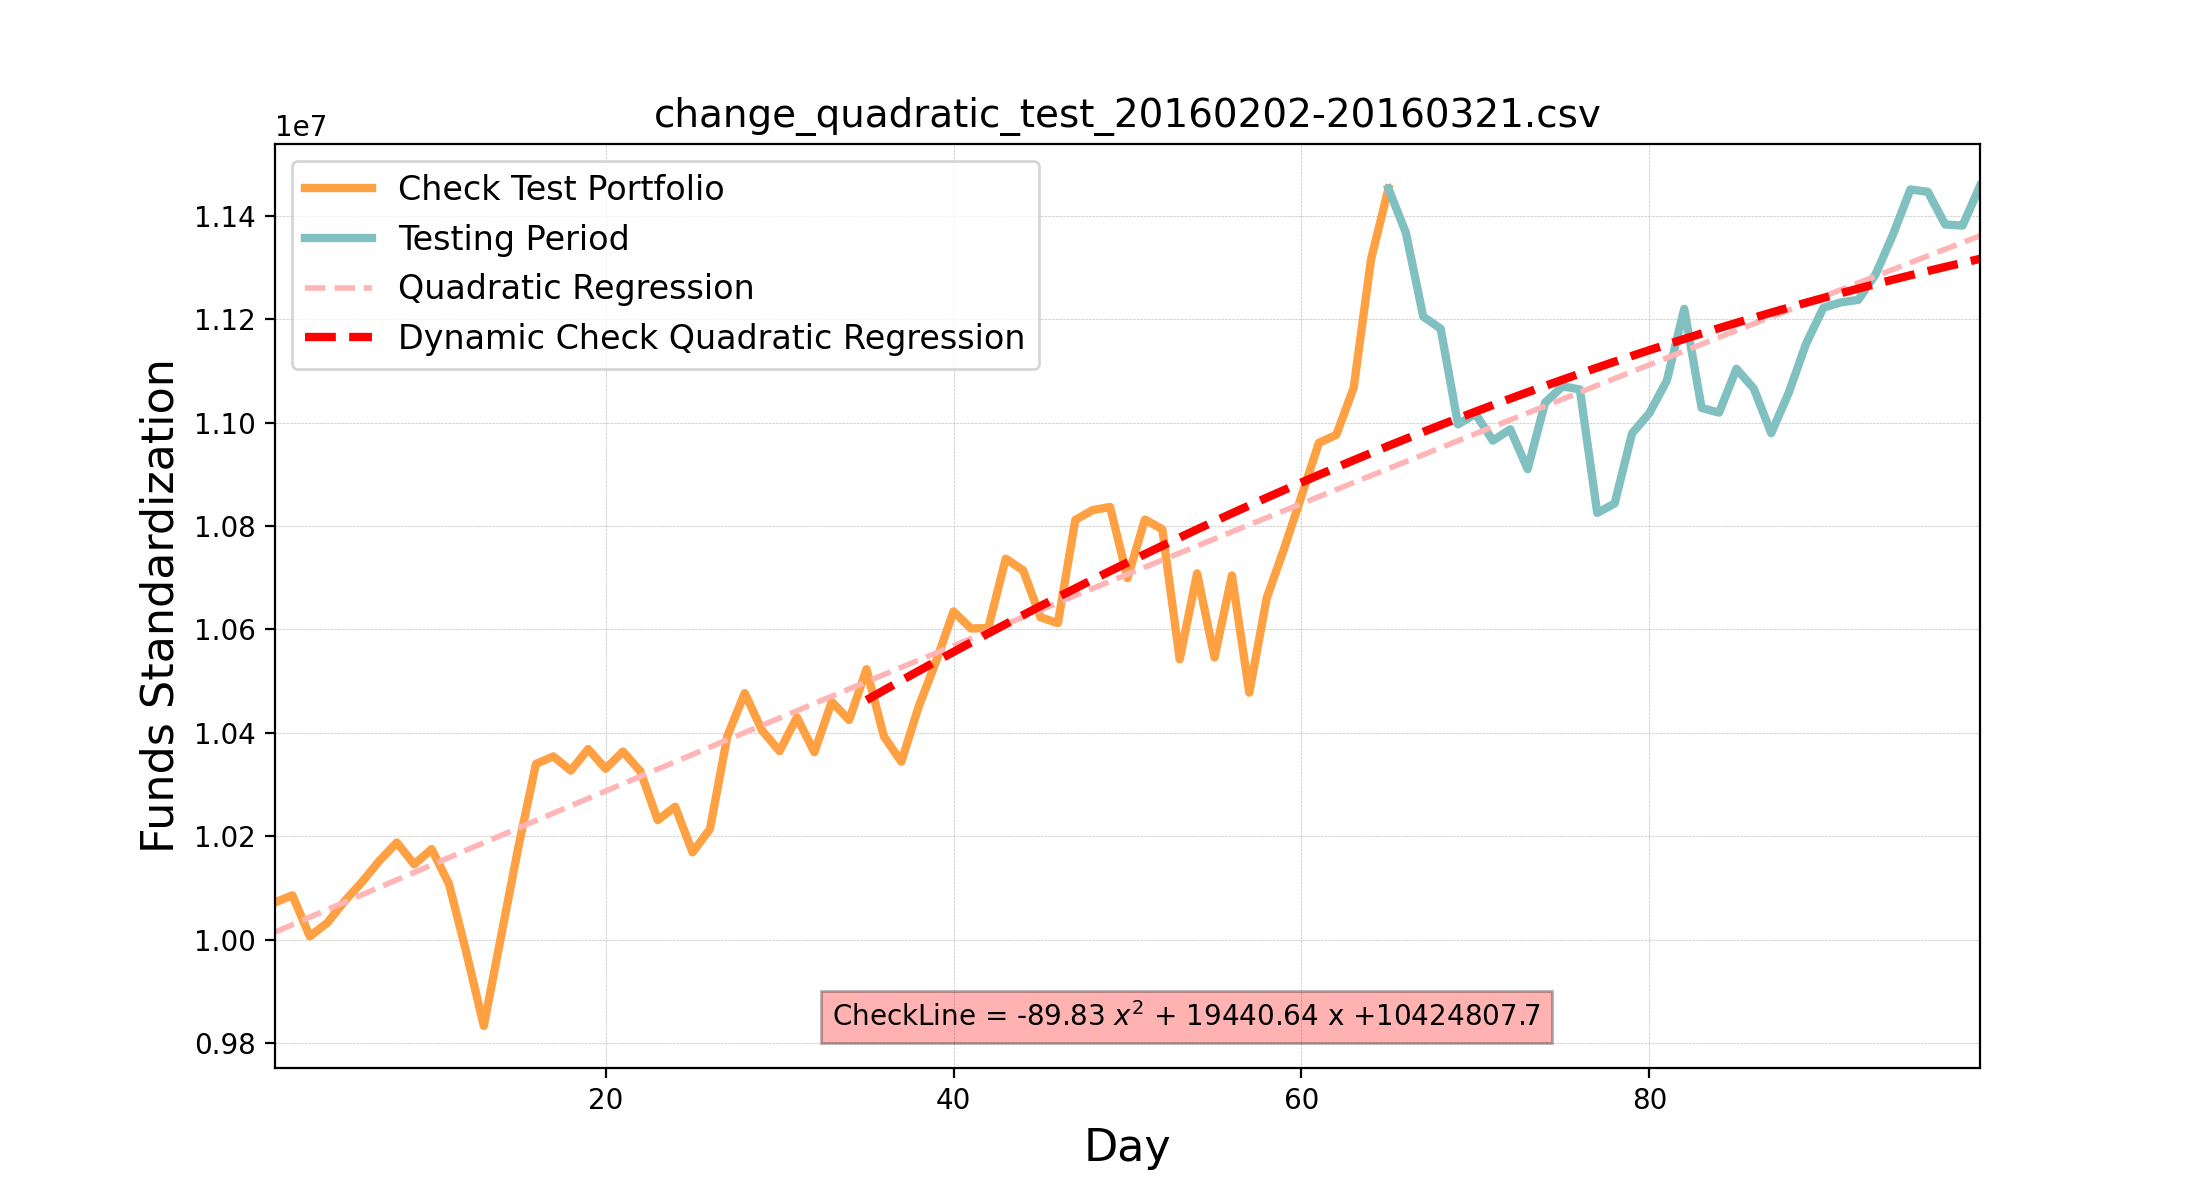 change_quadratic_test_20160202-20160321.csv
1e7
Check Test Portfolio
Testing Period
Quadratic Regression
Dynamic Check Quadratic Regression
1.14
1.12
1.10
1.08
1.06
1.04
1.02
1.00
0.98
Funds Standardization
CheckLine = -89.83 x² + 19440.64 x +10424807.7
20 40 60 80
Day